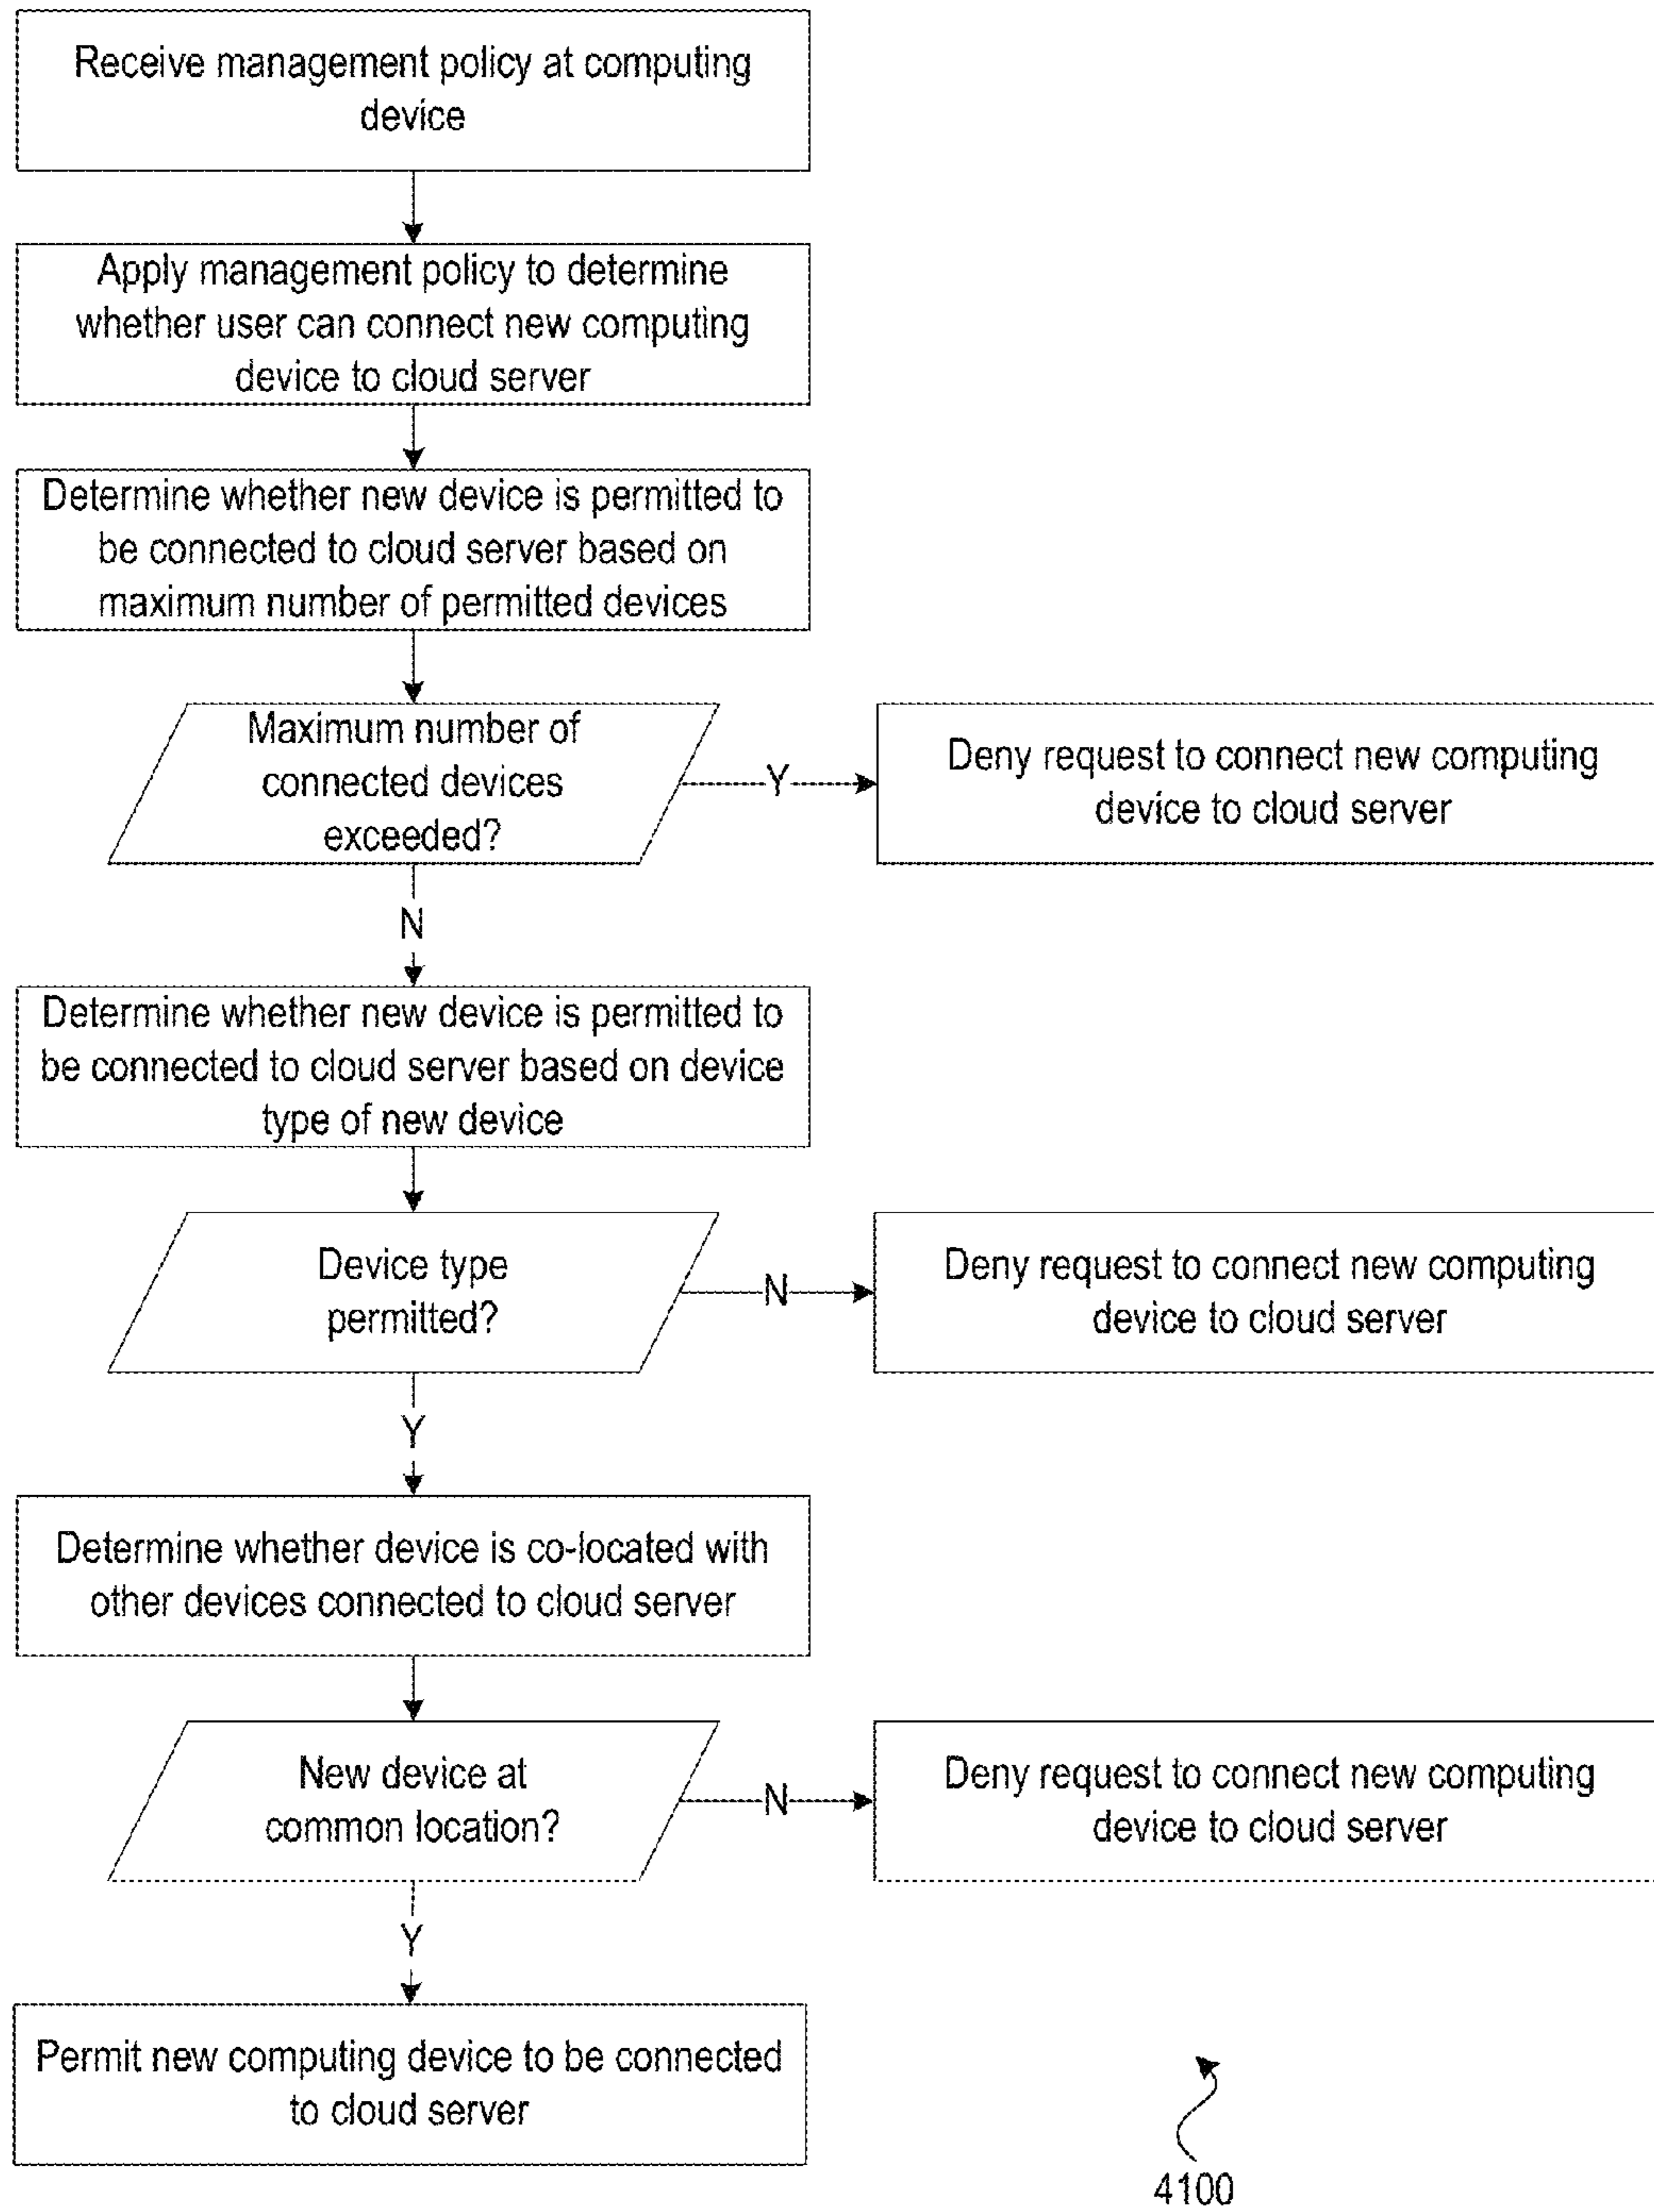 Receive management policy at computing
device
Apply management policy to determine
whether user can connect new computing
device to cloud server
Determine whether new device is permitted to
be connected to cloud server based on
maximum number of permitted devices
Maximum number of
connected devices
exceeded?
Y
Deny request to connect new computing
device to cloud server
N
Determine whether new device is permitted to
be connected to cloud server based on device
type of new device
Device type
permitted?
N
Deny request to connect new computing
device to cloud server
Y
Determine whether device is co-located with
other devices connected to cloud server
New device at
common location?
N
Deny request to connect new computing
device to cloud server
Y
Permit new computing device to be connected
to cloud server
4100